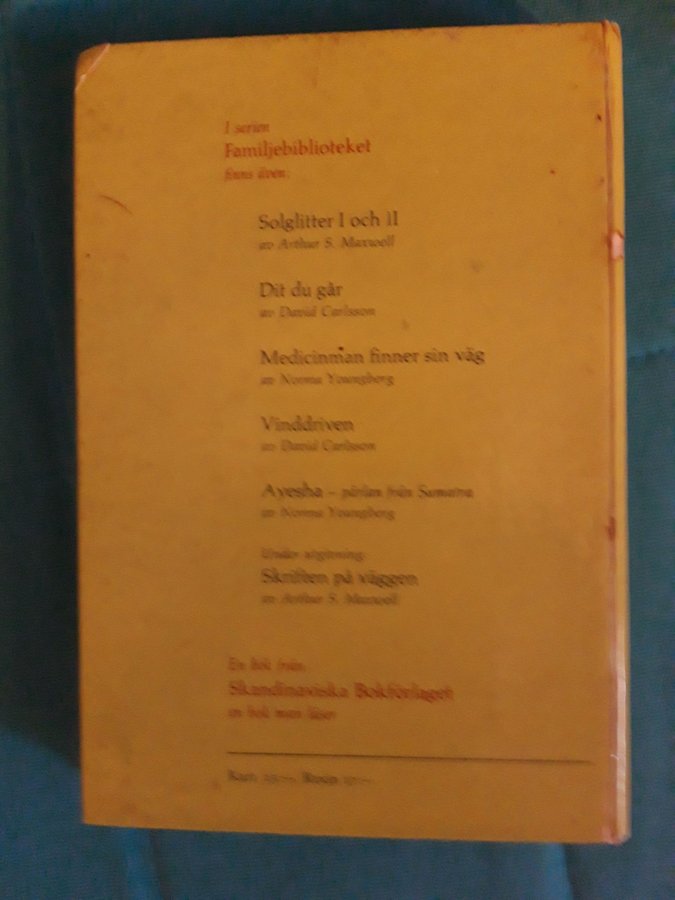 I serien
Familjebiblioteket
finns även:
Solglitter I och II
av Arthur S. Maxwell
Dit du går
av David Carlsson
Medicinman finner sin väg
av Norma Youngberg
Vinddriven
av David Carlsson
Ayesha – pärlan från Sumatra
av Norma Youngberg
Under utgivning:
Skriften på väggen
av Arthur S. Maxwell
En bok från
Skandinaviska Bokförlaget
en bok man läser